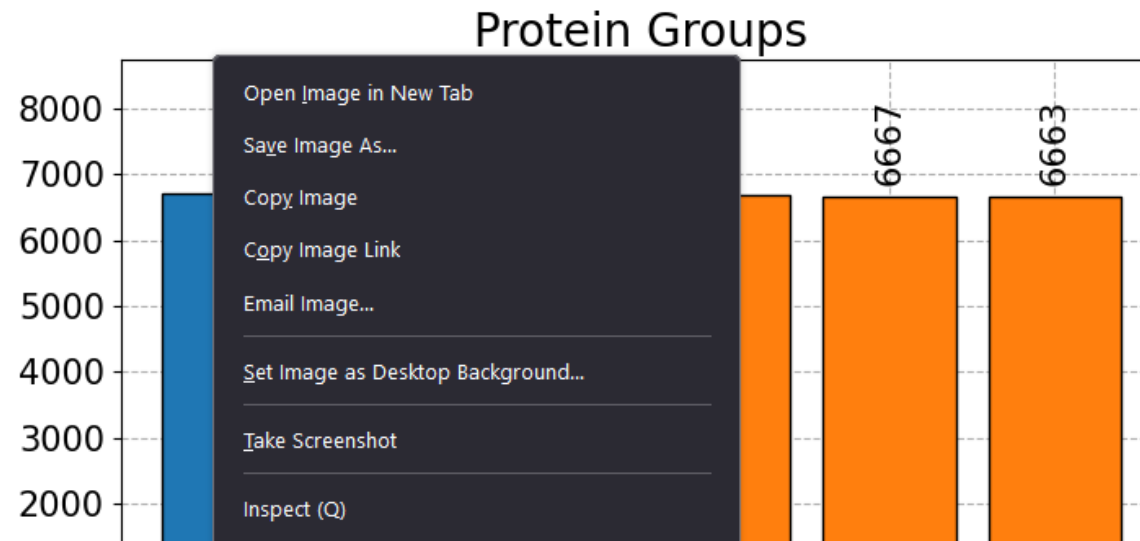 Protein Groups
8000
7000
6000
5000
4000
3000
2000
Open Image in New Tab
Save Image As...
Copy Image
Copy Image Link
Email Image...
Set Image as Desktop Background...
Take Screenshot
Inspect (Q)
6667
6663